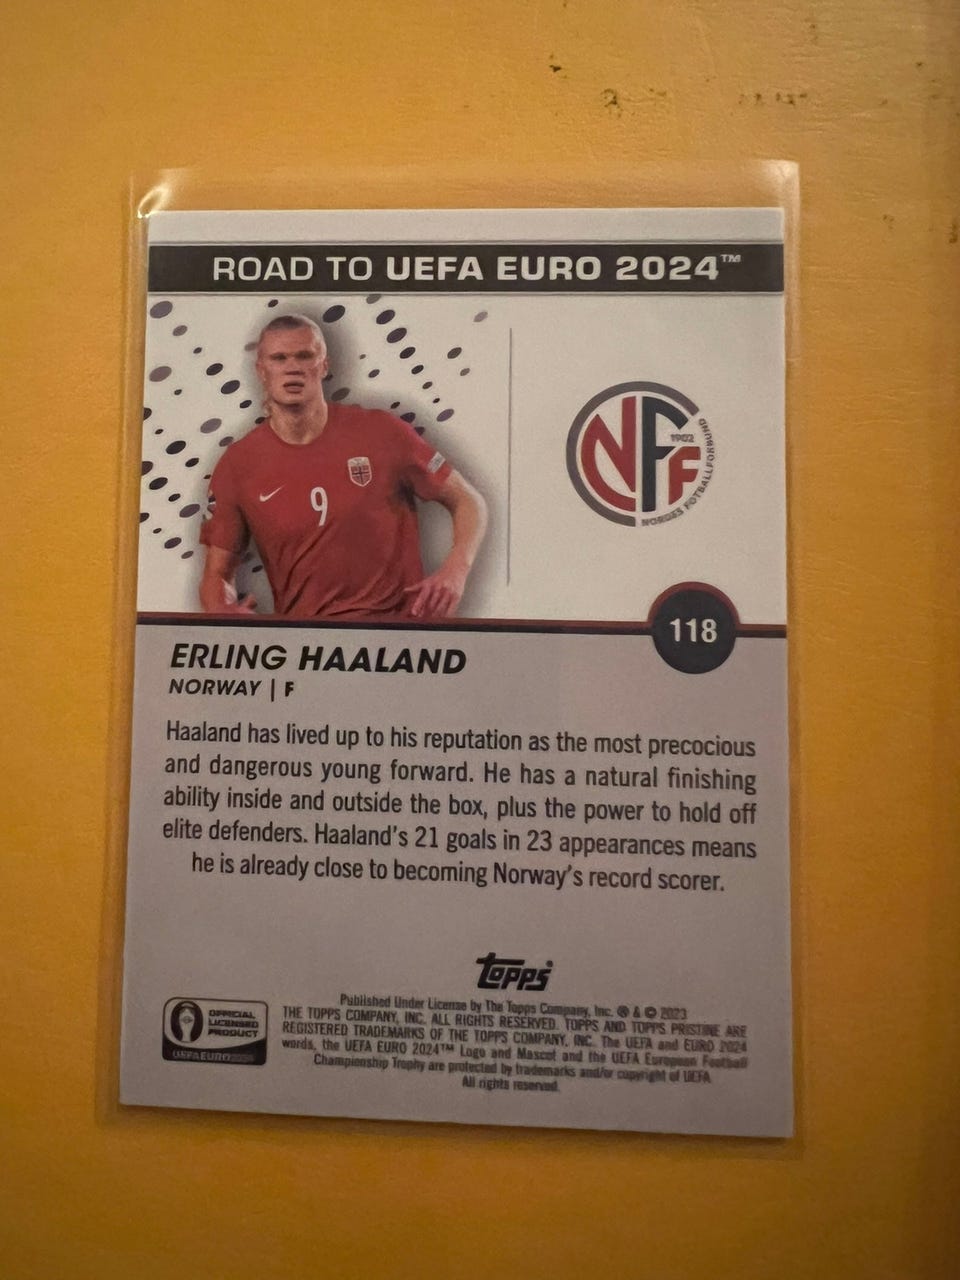 ROAD TO UEFA EURO 2024™
9
NFF
1902
NORGES FOTBALLFORBUND
118
ERLING HAALAND
NORWAY | F
Haaland has lived up to his reputation as the most precocious
and dangerous young forward. He has a natural finishing
ability inside and outside the box, plus the power to hold off
elite defenders. Haaland's 21 goals in 23 appearances means
he is already close to becoming Norway's record scorer.
Topps
OFFICIAL
LICENSED
PRODUCT
UEFA EURO2024
Published Under License by The Topps Company, Inc. ® & © 2023
THE TOPPS COMPANY, INC. ALL RIGHTS RESERVED. TOPPS AND TOPPS PRISTINE ARE
REGISTERED TRADEMARKS OF THE TOPPS COMPANY, INC. The UEFA and EURO 2024
words, the UEFA EURO 2024™ Logo and Mascot and the UEFA European Football
Championship Trophy are protected by trademarks and/or copyright of UEFA.
All rights reserved.